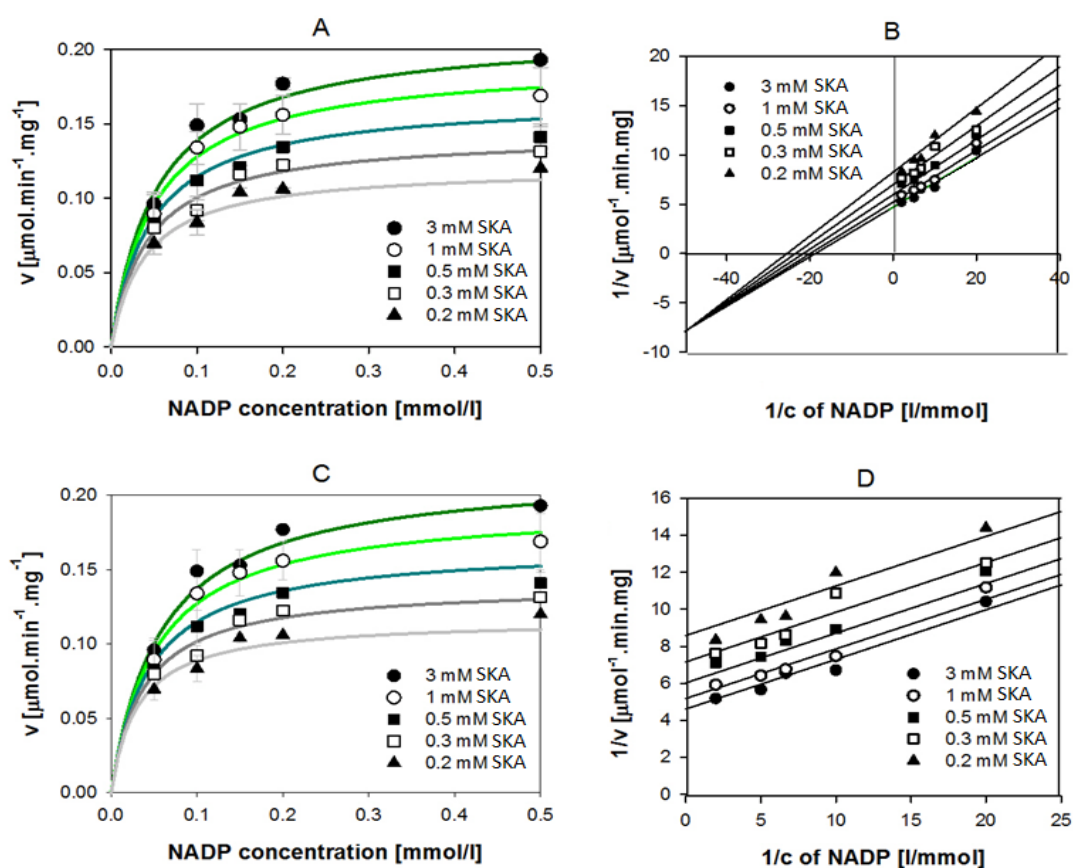 A
v [µmol.min⁻¹.mg⁻¹]
0.20
0.15
0.10
0.05
0.00
3 mM SKA
1 mM SKA
0.5 mM SKA
0.3 mM SKA
0.2 mM SKA
0.0 0.1 0.2 0.3 0.4 0.5
NADP concentration [mmol/l]
B
1/v [µmol⁻¹.min.mg]
20
15
10
5
0
-5
-10
3 mM SKA
1 mM SKA
0.5 mM SKA
0.3 mM SKA
0.2 mM SKA
-40 -20 0 20 40
1/c of NADP [l/mmol]
C
v [µmol.min⁻¹.mg⁻¹]
0.20
0.15
0.10
0.05
0.00
3 mM SKA
1 mM SKA
0.5 mM SKA
0.3 mM SKA
0.2 mM SKA
0.0 0.1 0.2 0.3 0.4 0.5
NADP concentration [mmol/l]
D
1/v [µmol⁻¹.min.mg]
16
14
12
10
8
6
4
2
0
3 mM SKA
1 mM SKA
0.5 mM SKA
0.3 mM SKA
0.2 mM SKA
0 5 10 15 20 25
1/c of NADP [l/mmol]